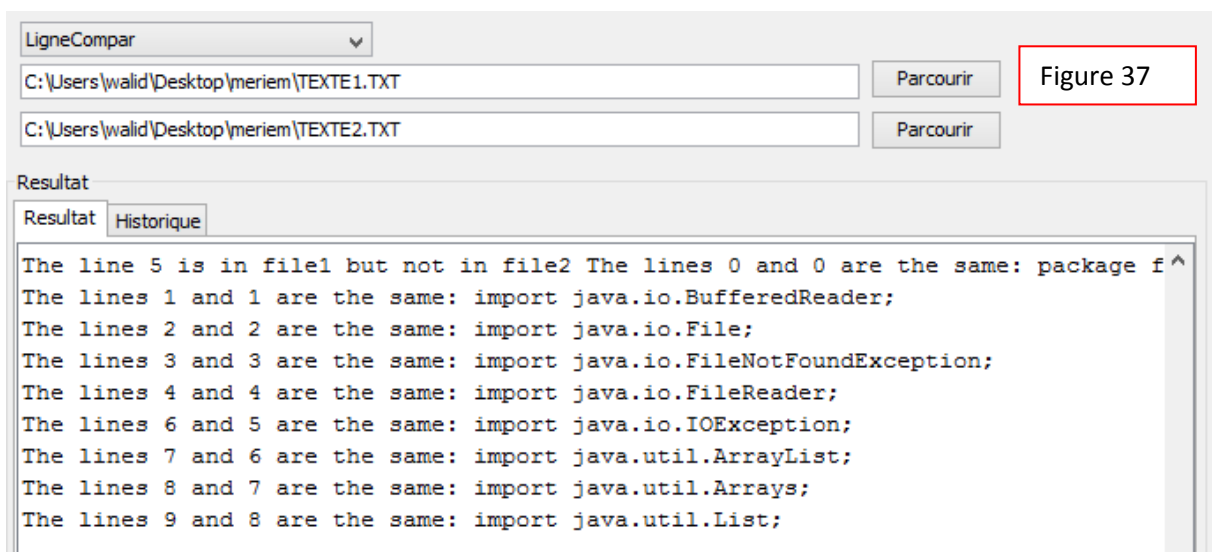 LigneCompar
C:\Users\walid\Desktop\meriem\TEXTE1.TXT
Parcourir
Figure 37
C:\Users\walid\Desktop\meriem\TEXTE2.TXT
Parcourir
Resultat
Resultat
Historique
The line 5 is in file1 but not in file2 The lines 0 and 0 are the same: package f
The lines 1 and 1 are the same: import java.io.BufferedReader;
The lines 2 and 2 are the same: import java.io.File;
The lines 3 and 3 are the same: import java.io.FileNotFoundException;
The lines 4 and 4 are the same: import java.io.FileReader;
The lines 6 and 5 are the same: import java.io.IOException;
The lines 7 and 6 are the same: import java.util.ArrayList;
The lines 8 and 7 are the same: import java.util.Arrays;
The lines 9 and 8 are the same: import java.util.List;